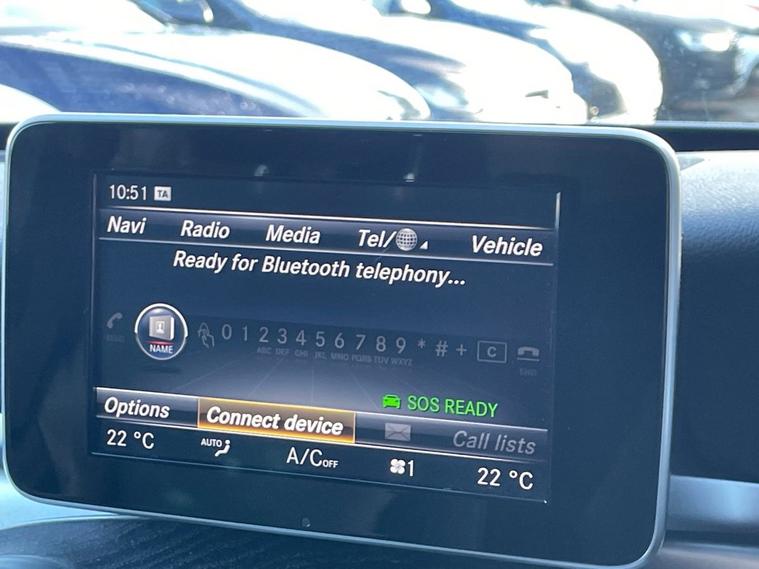 10:51 TA
Navi Radio Media Tel/ Vehicle
Ready for Bluetooth telephony...
NAME 0 1 2 3 4 5 6 7 8 9 * # + C
ABC DEF GHI JKL MNO PQRS TUV WXYZ
END
SOS READY
Options Connect device Call lists
22 °C AUTO A/C OFF 1 22 °C